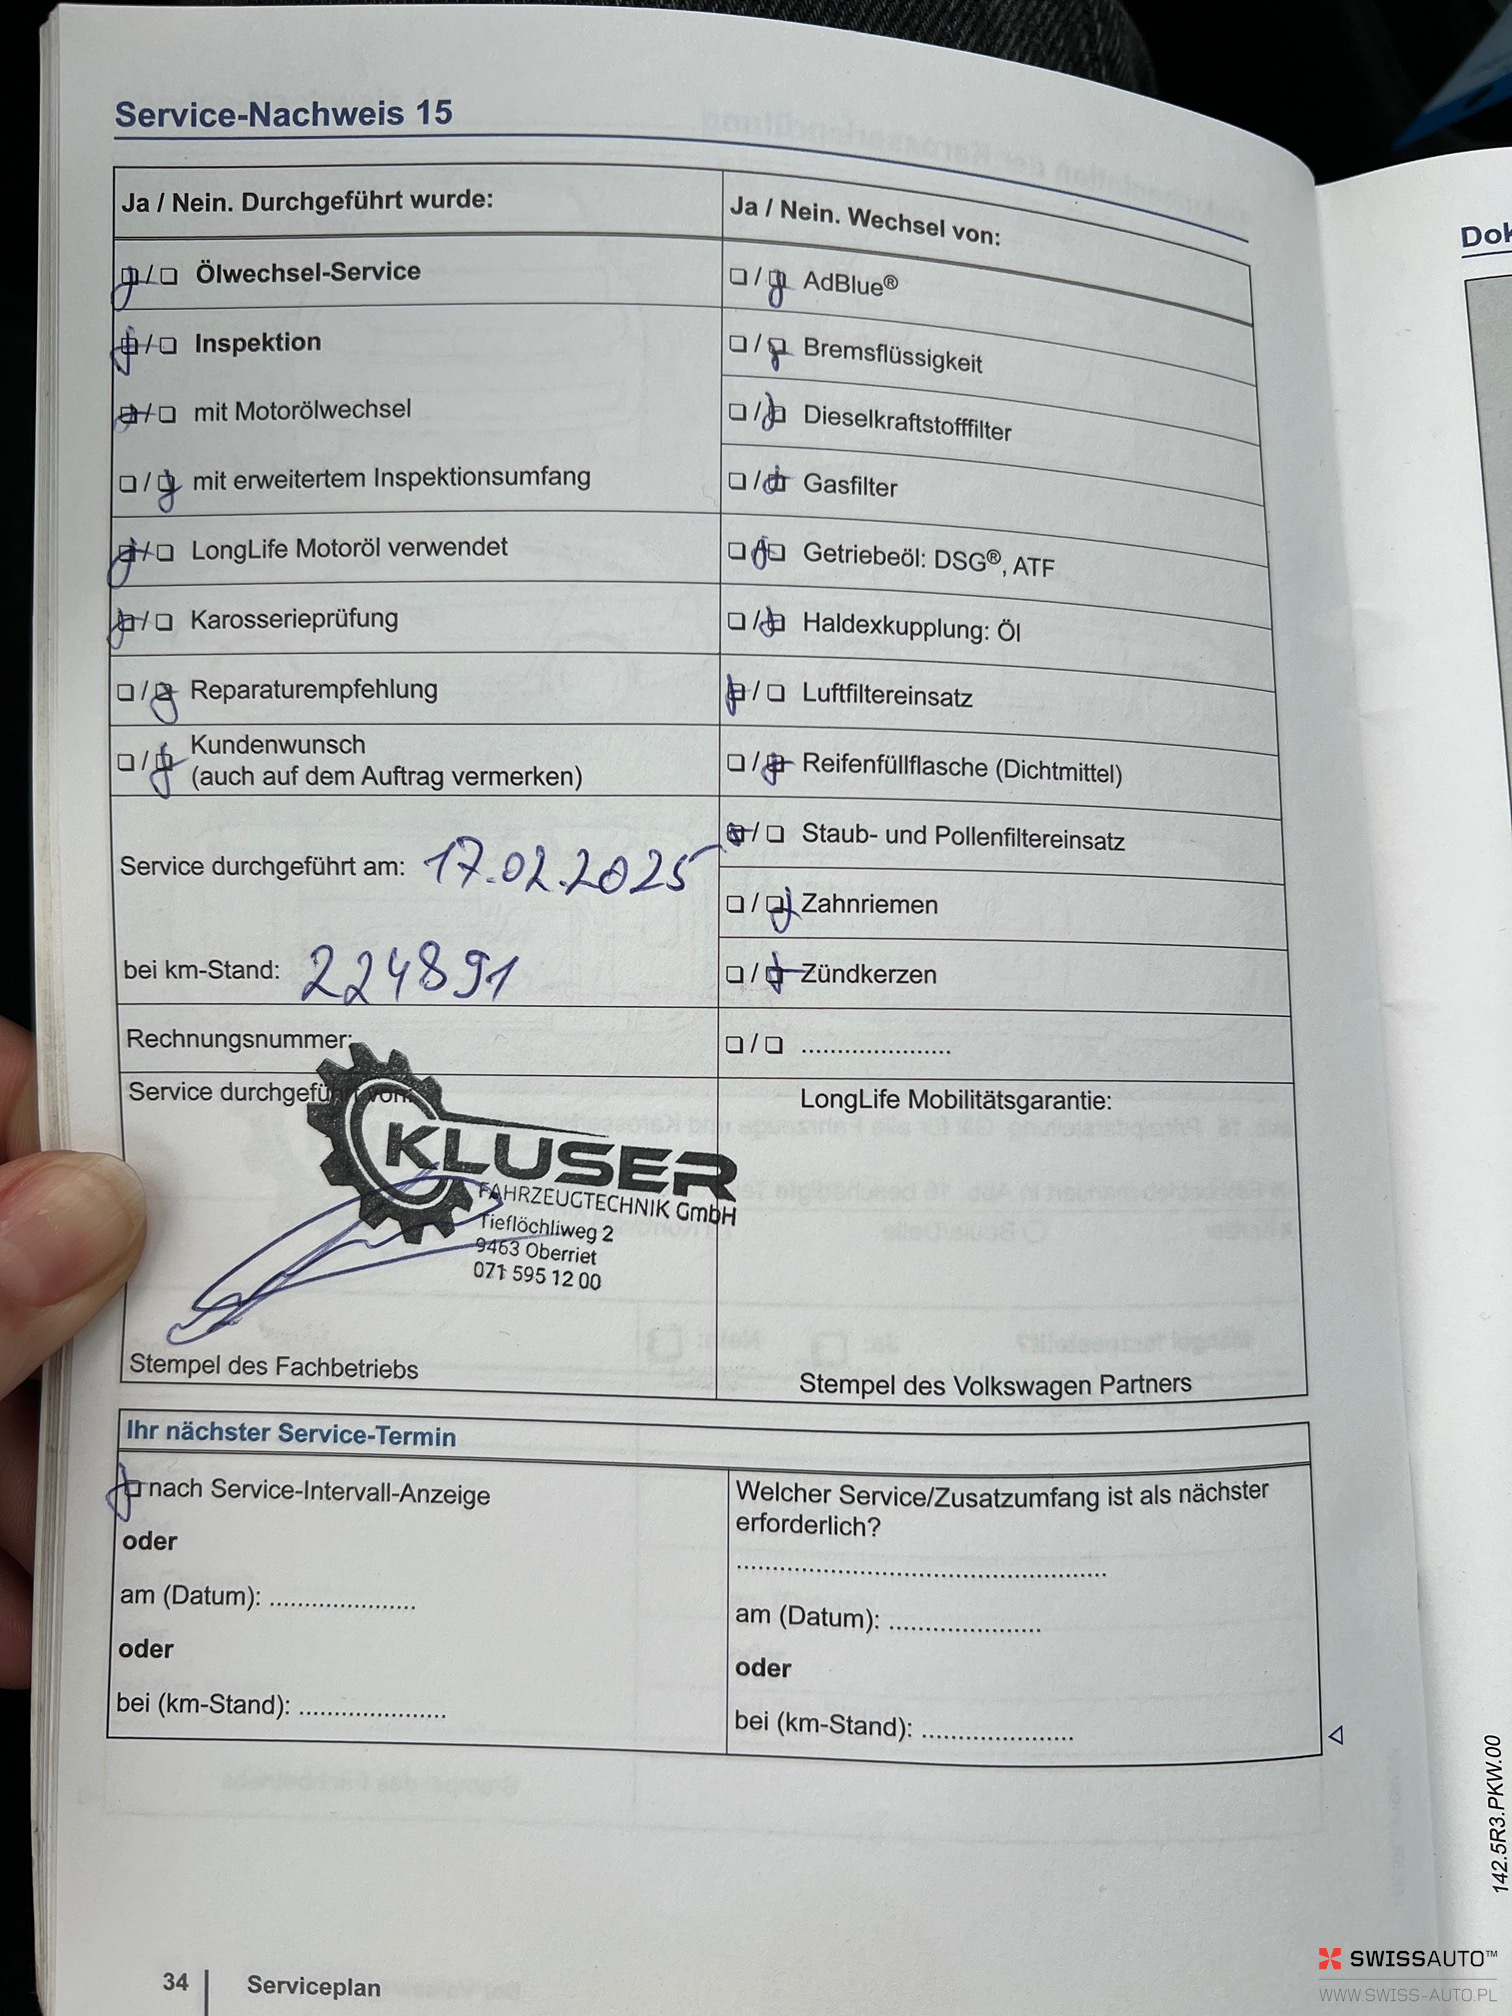 Service-Nachweis 15
Ja / Nein. Durchgeführt wurde:
Ölwechsel-Service
Inspektion
mit Motorölwechsel
mit erweitertem Inspektionsumfang
LongLife Motoröl verwendet
Karosserieprüfung
Reparaturempfehlung
Kundenwunsch
(auch auf dem Auftrag vermerken)
Service durchgeführt am: 17.02.2025
bei km-Stand: 224891
Rechnungsnummer:
Service durchgeführt von:
KLUSER
FAHRZEUGTECHNIK GmbH
Tieflöchliweg 2
9463 Oberriet
071 595 12 00
Stempel des Fachbetriebs
Ja / Nein. Wechsel von:
AdBlue®
Bremsflüssigkeit
Dieselkraftstofffilter
Gasfilter
Getriebeöl: DSG®, ATF
Haldexkupplung: Öl
Luftfiltereinsatz
Reifenfüllflasche (Dichtmittel)
Staub- und Pollenfiltereinsatz
Zahnriemen
Zündkerzen
/ .....................
LongLife Mobilitätsgarantie:
Stempel des Volkswagen Partners
Ihr nächster Service-Termin
nach Service-Intervall-Anzeige
oder
am (Datum): .....................
oder
bei (km-Stand): .....................
Welcher Service/Zusatzumfang ist als nächster
erforderlich?
.....................................................
am (Datum): ......................
oder
bei (km-Stand): ......................
34 Serviceplan
142.5R3.PKW.00
SWISSAUTO™
WWW.SWISS-AUTO.PL